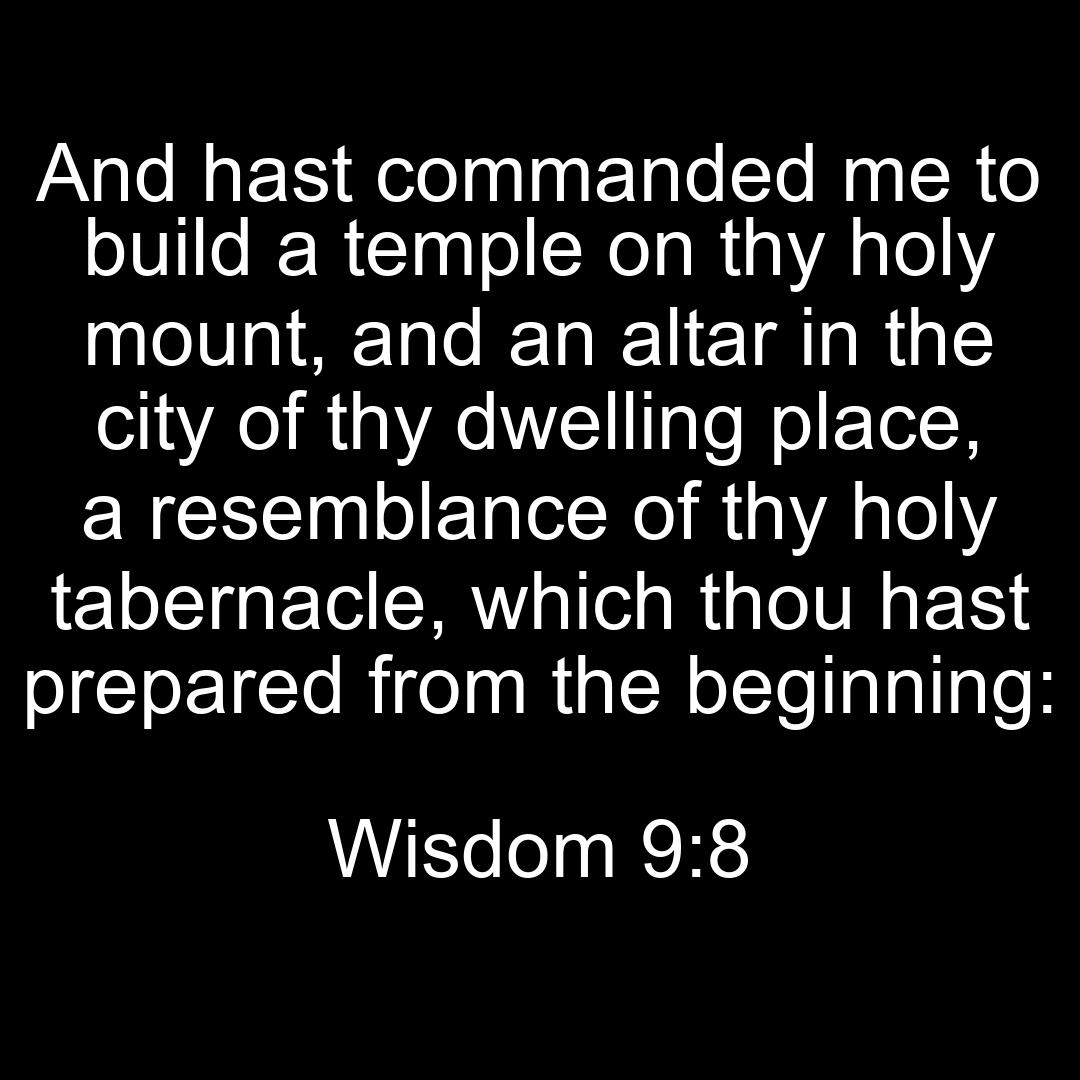 And hast commanded me to
build a temple on thy holy
mount, and an altar in the
city of thy dwelling place,
a resemblance of thy holy
tabernacle, which thou hast
prepared from the beginning:
Wisdom 9:8